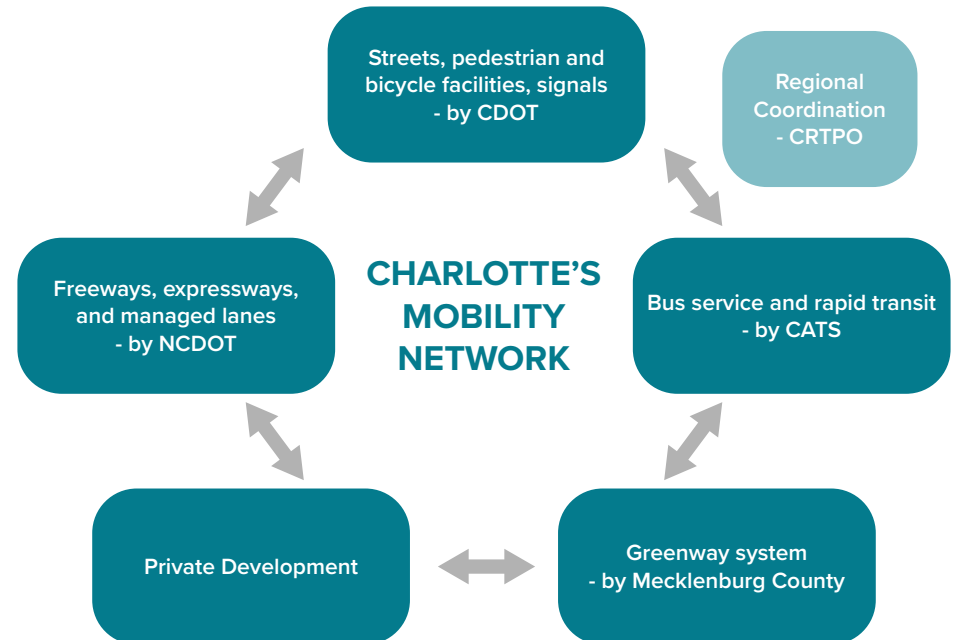 Streets, pedestrian and
bicycle facilities, signals
- by CDOT
Regional
Coordination
- CRTPO
Freeways, expressways,
and managed lanes
- by NCDOT
CHARLOTTE’S
MOBILITY
NETWORK
Bus service and rapid transit
- by CATS
Private Development
Greenway system
- by Mecklenburg County